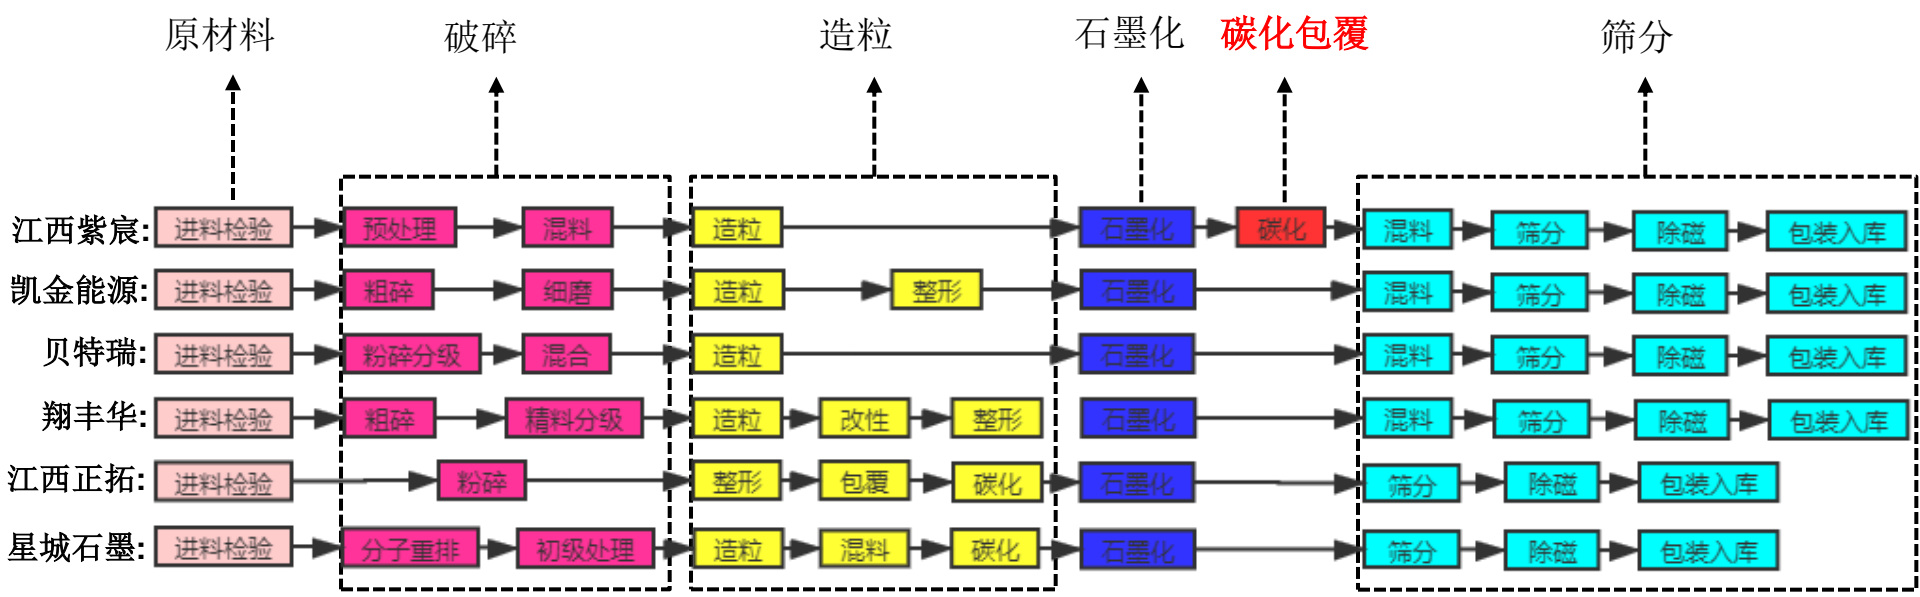 原材料 破碎 造粒 石墨化 碳化包覆 筛分
江西紫宸: 进料检验 预处理 混料 造粒 石墨化 碳化 混料 筛分 除磁 包装入库
凯金能源: 进料检验 粗碎 细磨 造粒 整形 石墨化 混料 筛分 除磁 包装入库
贝特瑞: 进料检验 粉碎分级 混合 造粒 石墨化 混料 筛分 除磁 包装入库
翔丰华: 进料检验 粗碎 精料分级 造粒 改性 整形 石墨化 混料 筛分 除磁 包装入库
江西正拓: 进料检验 粉碎 整形 包覆 碳化 石墨化 筛分 除磁 包装入库
星城石墨: 进料检验 分子重排 初级处理 造粒 混料 碳化 石墨化 筛分 除磁 包装入库